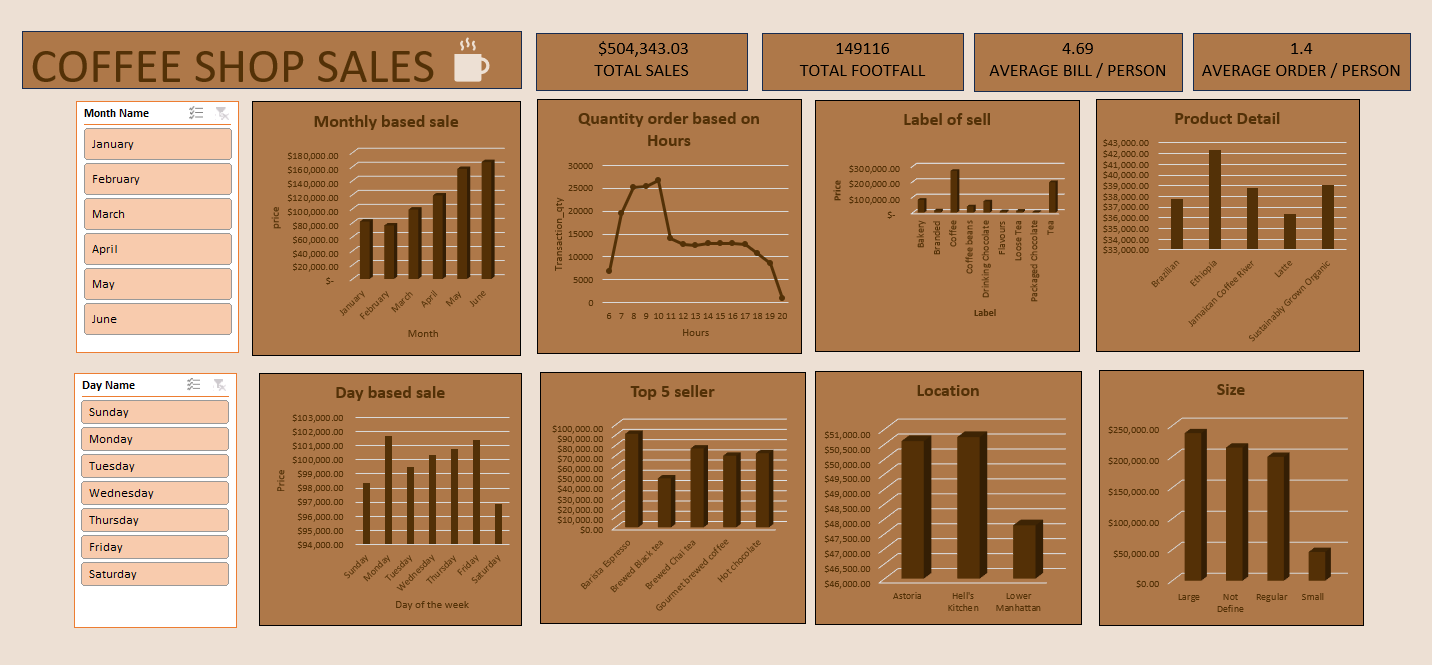 COFFEE SHOP SALES
$504,343.03
TOTAL SALES
149116
TOTAL FOOTFALL
4.69
AVERAGE BILL / PERSON
1.4
AVERAGE ORDER / PERSON
Month Name
January
February
March
April
May
June
Monthly based sale
price
$180,000.00
$160,000.00
$140,000.00
$120,000.00
$100,000.00
$80,000.00
$60,000.00
$40,000.00
$20,000.00
$-
January
February
March
April
May
June
Month
Quantity order based on
Hours
Transaction_qty
30000
25000
20000
15000
10000
5000
0
6 7 8 9 10 11 12 13 14 15 16 17 18 19 20
Hours
Label of sell
Price
$300,000.00
$200,000.00
$100,000.00
$-
Bakery
Branded
Coffee
Coffee beans
Drinking Chocolate
Flavours
Loose Tea
Packaged Chocolate
Tea
Label
Product Detail
$43,000.00
$42,000.00
$41,000.00
$40,000.00
$39,000.00
$38,000.00
$37,000.00
$36,000.00
$35,000.00
$34,000.00
$33,000.00
Brazilian
Ethiopia
Jamaican Coffee River
Latte
Sustainably Grown Organic
Day Name
Sunday
Monday
Tuesday
Wednesday
Thursday
Friday
Saturday
Day based sale
Price
$103,000.00
$102,000.00
$101,000.00
$100,000.00
$99,000.00
$98,000.00
$97,000.00
$96,000.00
$95,000.00
$94,000.00
Sunday
Monday
Tuesday
Wednesday
Thursday
Friday
Saturday
Day of the week
Top 5 seller
$100,000.00
$90,000.00
$80,000.00
$70,000.00
$60,000.00
$50,000.00
$40,000.00
$30,000.00
$20,000.00
$10,000.00
$0.00
Barista Espresso
Brewed Black tea
Brewed Chai tea
Gourmet brewed coffee
Hot chocolate
Location
$51,000.00
$50,500.00
$50,000.00
$49,500.00
$49,000.00
$48,500.00
$48,000.00
$47,500.00
$47,000.00
$46,500.00
$46,000.00
Astoria
Hell's
Kitchen
Lower
Manhattan
Size
$250,000.00
$200,000.00
$150,000.00
$100,000.00
$50,000.00
$0.00
Large
Not
Define
Regular
Small